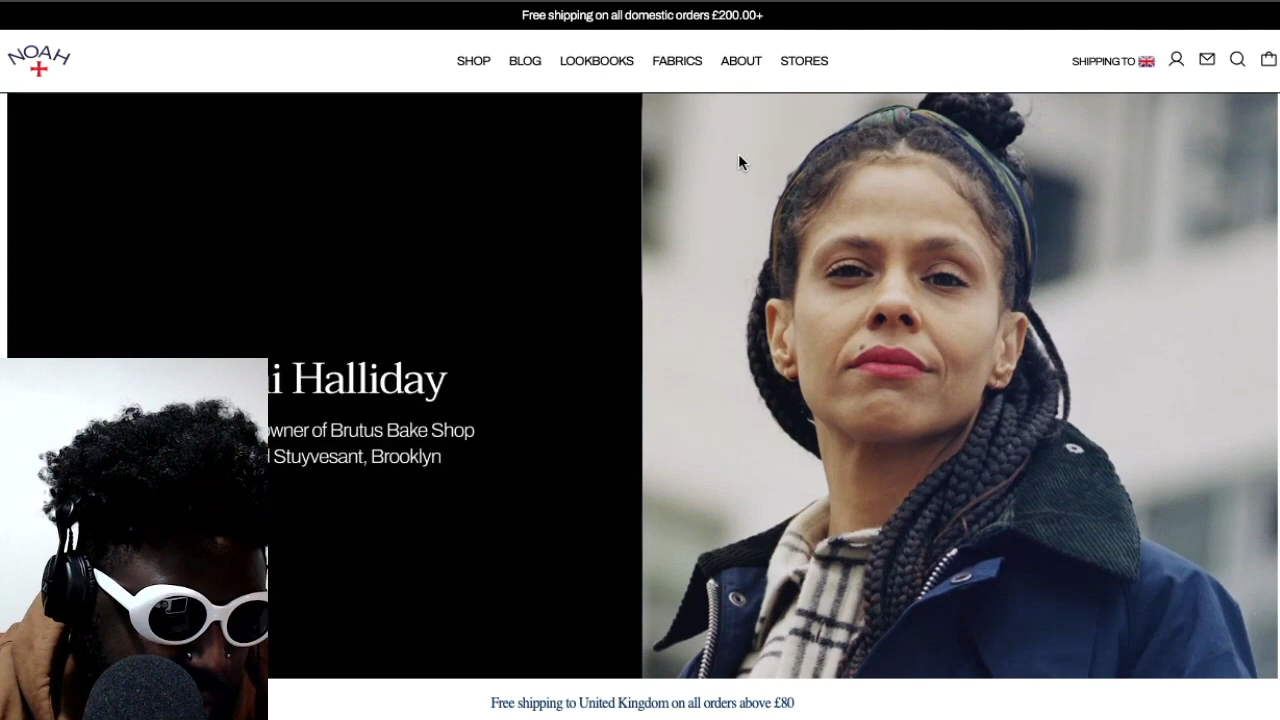 Free shipping on all domestic orders £200.00+
NOAH
SHOP BLOG LOOKBOOKS FABRICS ABOUT STORES
SHIPPING TO
Halliday
owner of Brutus Bake Shop
Stuyvesant, Brooklyn
Free shipping to United Kingdom on all orders above £80